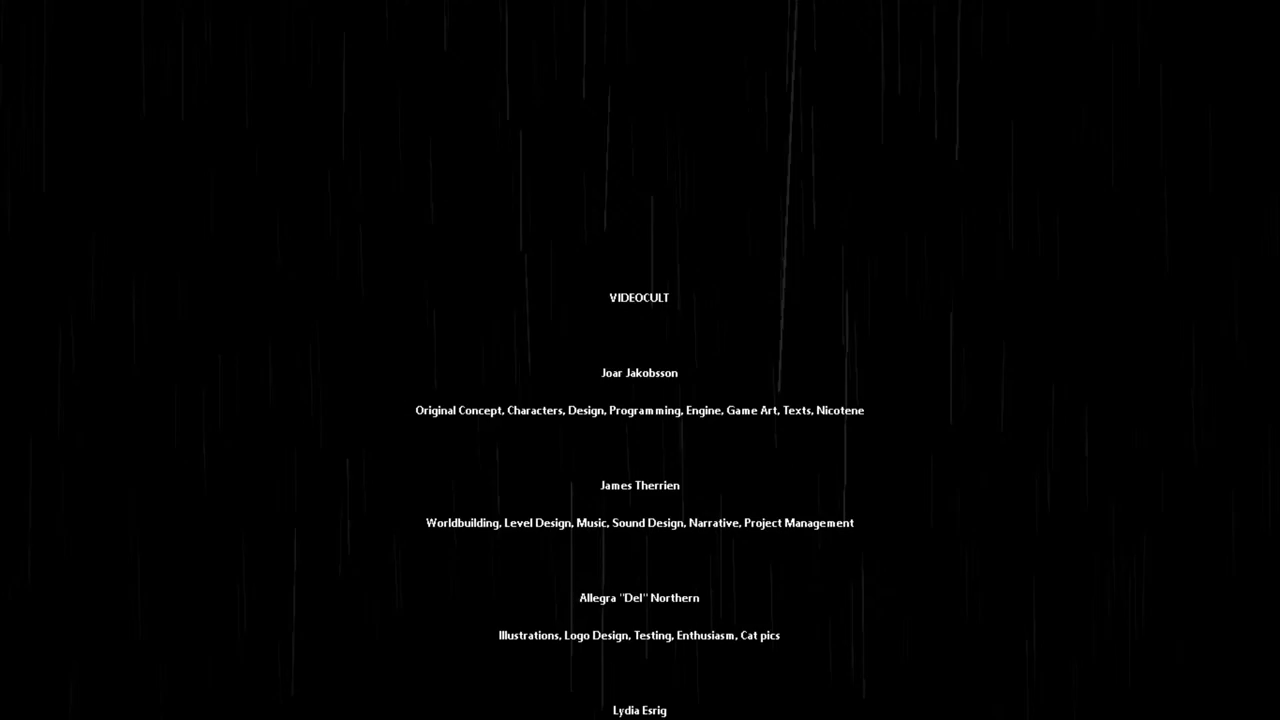 VIDEOCULT
Joar Jakobsson
Original Concept, Characters, Design, Programming, Engine, Game Art, Texts, Nicotene
James Therrien
Worldbuilding, Level Design, Music, Sound Design, Narrative, Project Management
Allegra "Del" Northern
Illustrations, Logo Design, Testing, Enthusiasm, Cat pics
Lydia Esrig